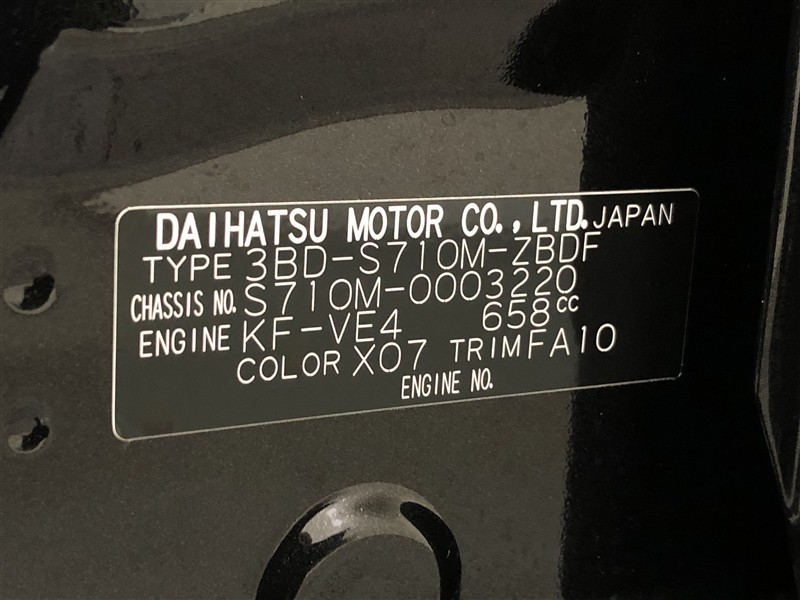 DAIHATSU MOTOR CO.,LTD. JAPAN
TYPE 3BD-S710M-ZBDF
CHASSIS NO. S710M-0003220
ENGINE KF-VE4 658cc
COLOR X07 TRIM FA10
ENGINE NO.